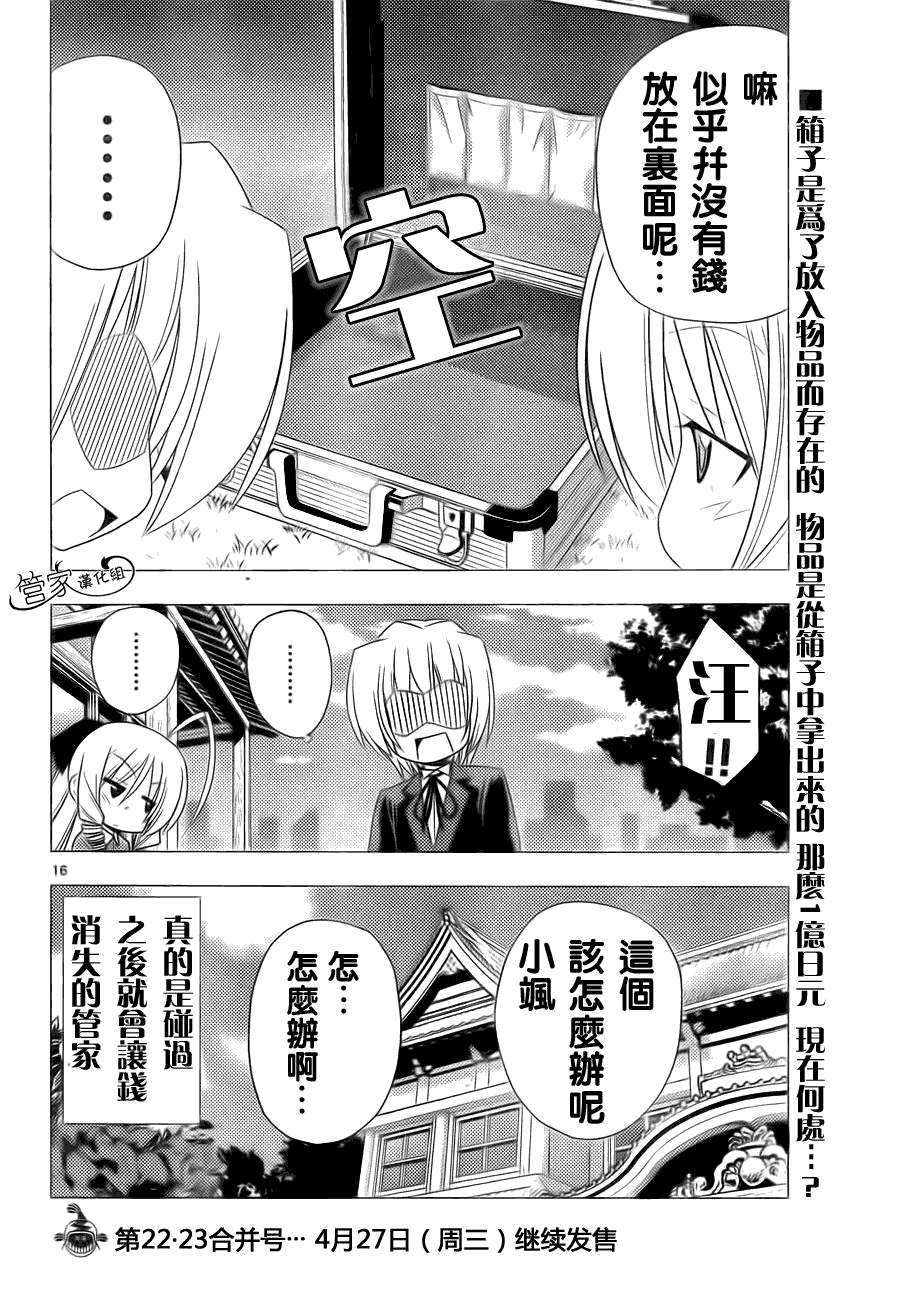 ■箱子是爲了放入物品而存在的 物品是從箱子中拿出來的 那麽1億日元 現在何處…?
嘛
似乎幷沒有錢
放在裏面呢…
空
……
管家漢化組
汪!!
……
……
16
這個
該怎麼辦呢
小颯
怎…
怎麼辦啊…
真的是碰過
之後就會讓錢
消失的管家
第22·23合并号… 4月27日（周三）继续发售